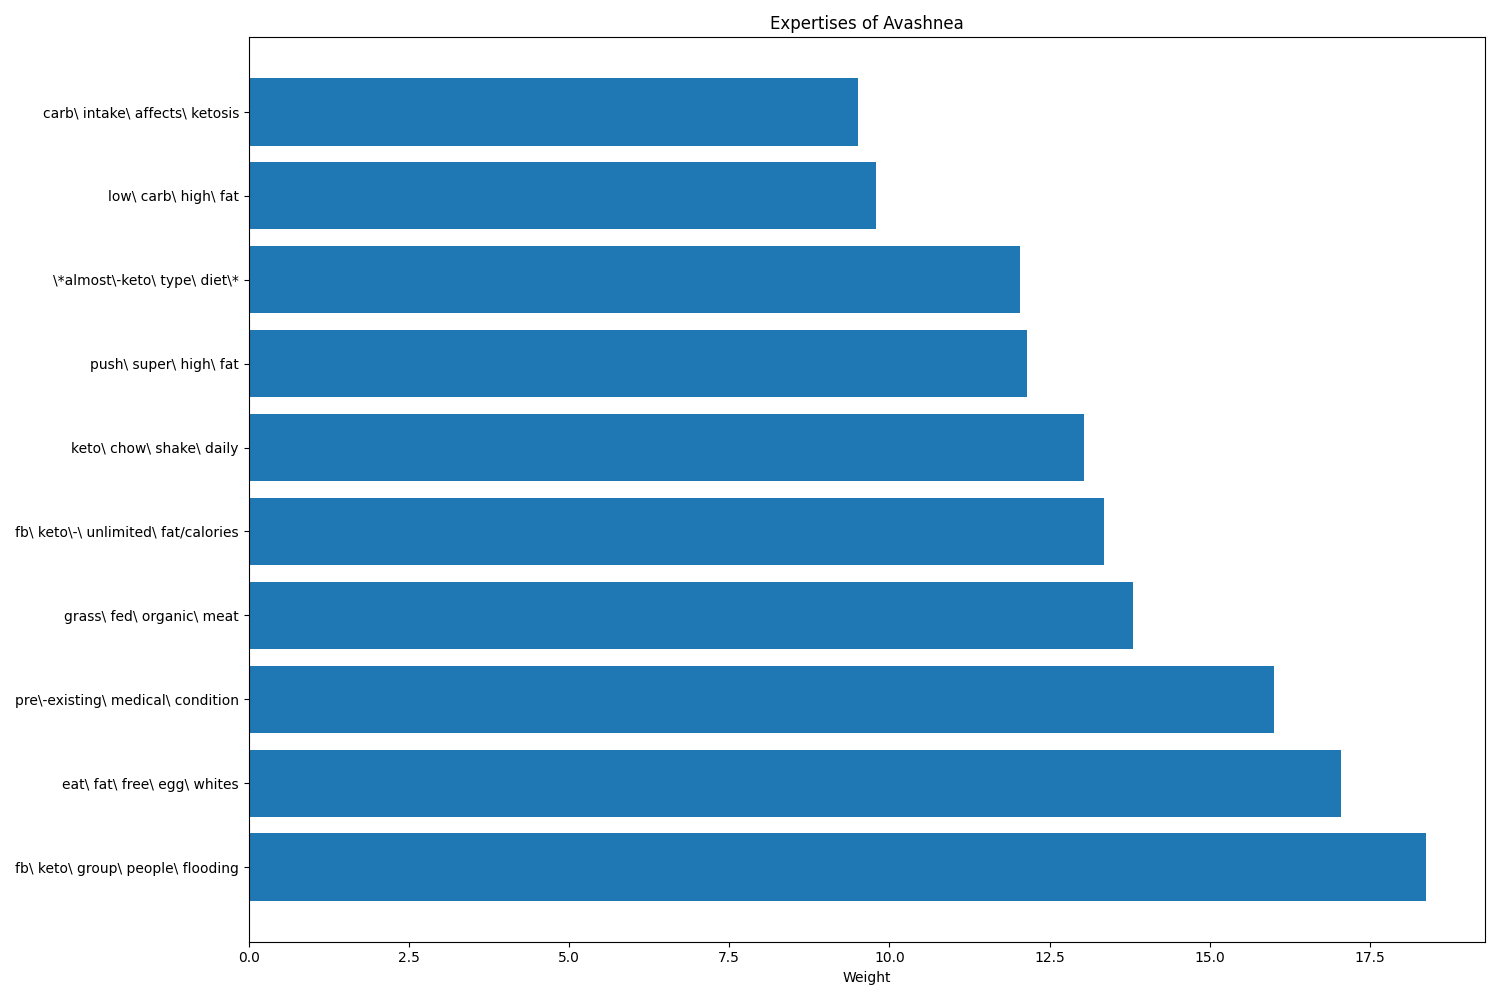 Expertises of Avashnea
carb\ intake\ affects\ ketosis
low\ carb\ high\ fat
\*almost\-keto\ type\ diet\*
push\ super\ high\ fat
keto\ chow\ shake\ daily
fb\ keto\-\ unlimited\ fat/calories
grass\ fed\ organic\ meat
pre\-existing\ medical\ condition
eat\ fat\ free\ egg\ whites
fb\ keto\ group\ people\ flooding
0.0 2.5 5.0 7.5 10.0 12.5 15.0 17.5
Weight